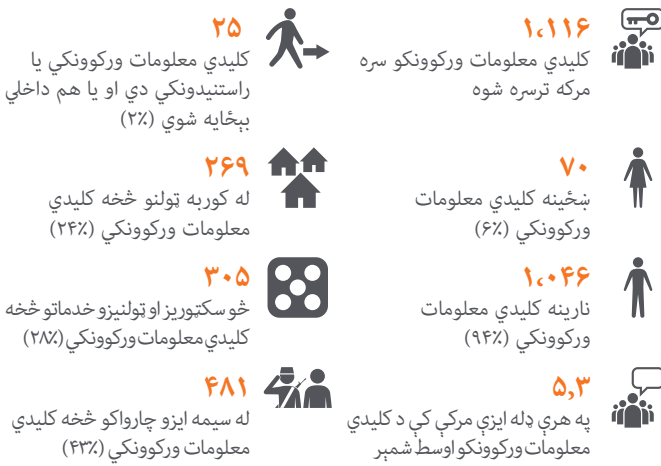 ۱،۱۱۶
کليدي معلومات ورکوونکو سره
مرکه ترسره شوه
۲۵
کليدي معلومات ورکوونکي يا
راستنيدونکي دي او يا هم داخلي
بېځايه شوي (۲٪)
۷۰
ښځينه کليدي معلومات
ورکوونکي (۶٪)
۲۶۹
له کوربه ټولنو څخه کليدي
معلومات ورکوونکي (۲۴٪)
۱،۰۴۶
نارينه کليدي معلومات
ورکوونکي (۹۴٪)
۳۰۵
څو سکټوريز او ټولنيزو خدماتو څخه
کليدي معلومات ورکوونکي (۲۸٪)
۵,۳
په هرې ډله ايزې مرکې کې د کليدي
معلومات ورکوونکو اوسط شمېر
۴۸۱
له سيمه ايزو چارواکو څخه کليدي
معلومات ورکوونکي (۴۳٪)